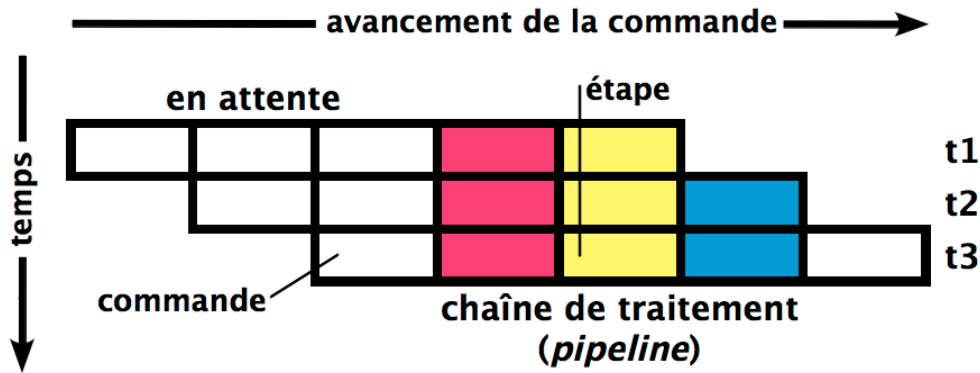 avancement de la commande
en attente
étape
t1
t2
t3
temps
commande
chaîne de traitement
(pipeline)